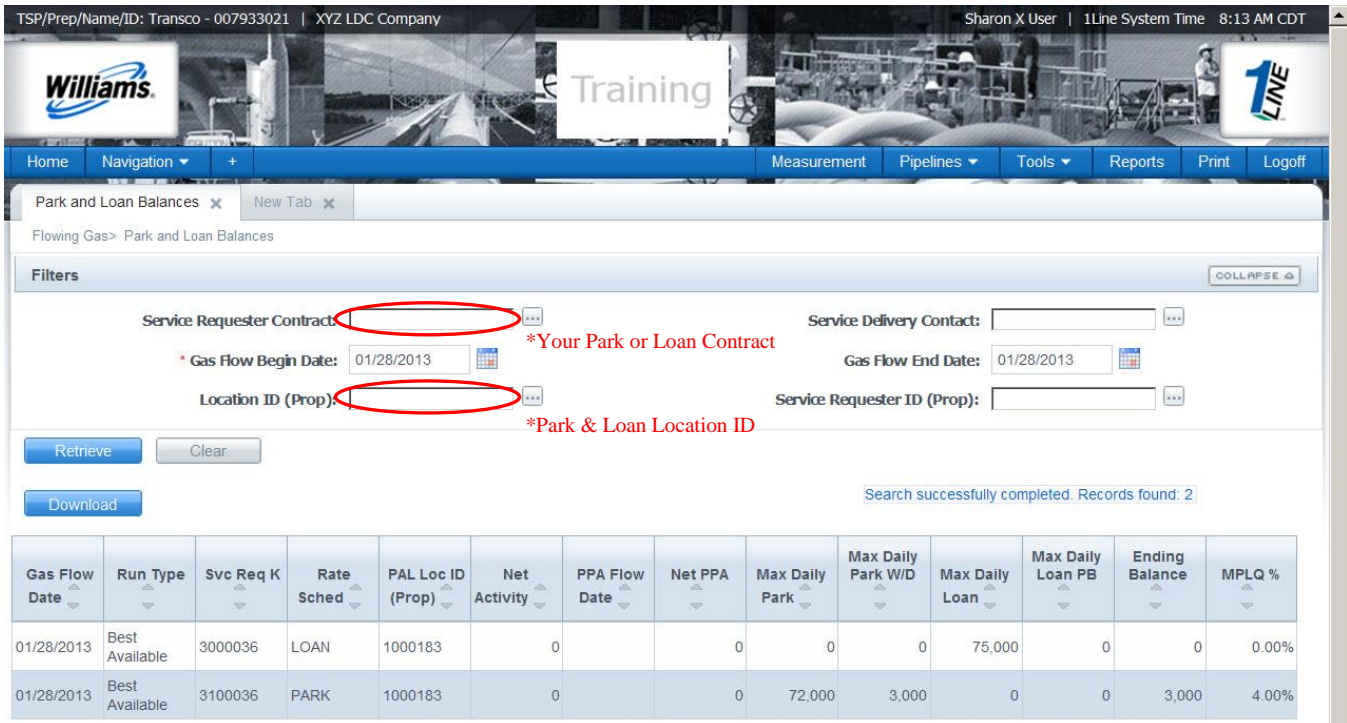 TSP/Prep/Name/ID: Transco - 007933021 | XYZ LDC Company Sharon X User | 1Line System Time 8:13 AM CDT
Williams. Training 1LINE
Home Navigation + Measurement Pipelines Tools Reports Print Logoff
Park and Loan Balances x New Tab x
Flowing Gas> Park and Loan Balances
Filters COLLAPSE
Service Requester Contract: ... Service Delivery Contact: ...
*Your Park or Loan Contract
* Gas Flow Begin Date: 01/28/2013 Gas Flow End Date: 01/28/2013
Location ID (Prop): ... Service Requester ID (Prop): ...
*Park & Loan Location ID
Retrieve Clear
Download Search successfully completed. Records found: 2
Gas Flow Date Run Type Svc Req K Rate Sched PAL Loc ID (Prop) Net Activity PPA Flow Date Net PPA Max Daily Park Max Daily Park W/D Max Daily Loan Max Daily Loan PB Ending Balance MPLQ %
01/28/2013 Best Available 3000036 LOAN 1000183 0 0 0 0 75,000 0 0 0.00%
01/28/2013 Best Available 3100036 PARK 1000183 0 0 72,000 3,000 0 0 3,000 4.00%